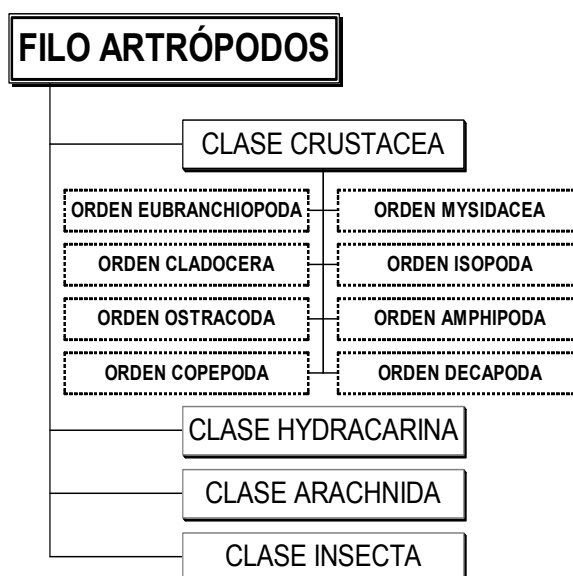 FILO ARTRÓPODOS
CLASE CRUSTACEA
ORDEN EUBRANCHIOPODA
ORDEN MYSIDACEA
ORDEN CLADOCERA
ORDEN ISOPODA
ORDEN OSTRACODA
ORDEN AMPHIPODA
ORDEN COPEPODA
ORDEN DECAPODA
CLASE HYDRACARINA
CLASE ARACHNIDA
CLASE INSECTA